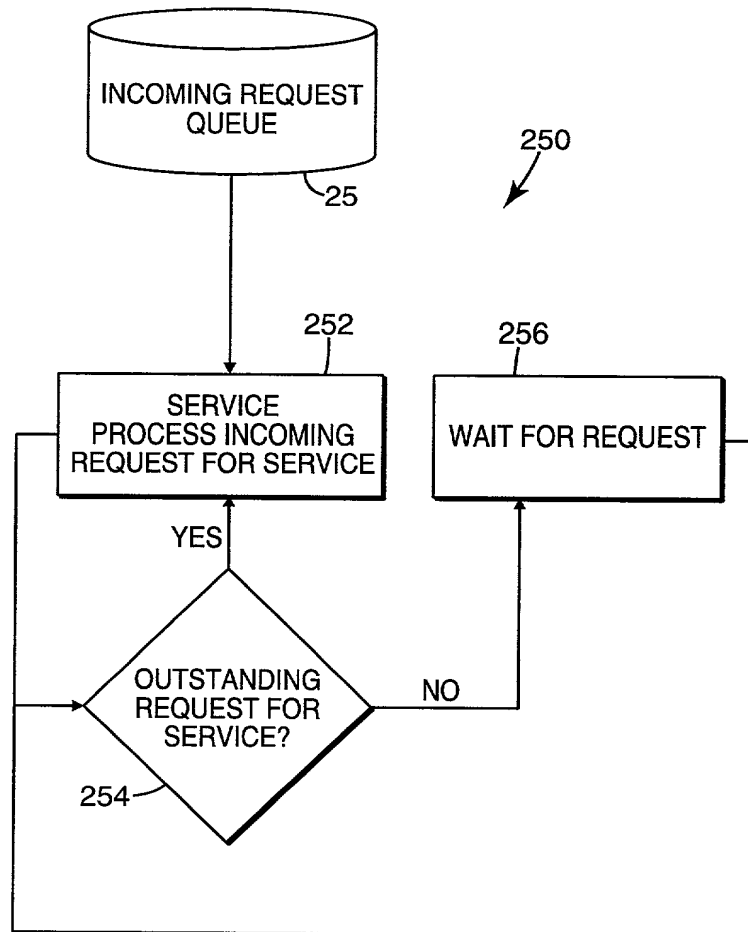 INCOMING REQUEST
QUEUE
25
250
252
256
SERVICE
PROCESS INCOMING
REQUEST FOR SERVICE
WAIT FOR REQUEST
YES
OUTSTANDING
REQUEST FOR
SERVICE?
NO
254